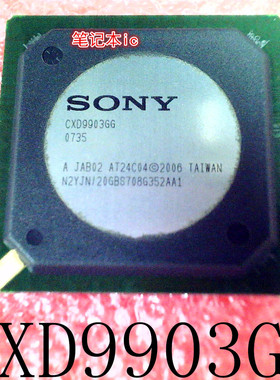 笔记本ic
SONY
CXD9903GG
0735
A JAB02 AT24C04©2006 TAIWAN
N2YJN/20GBS708G352AA1
XD9903G